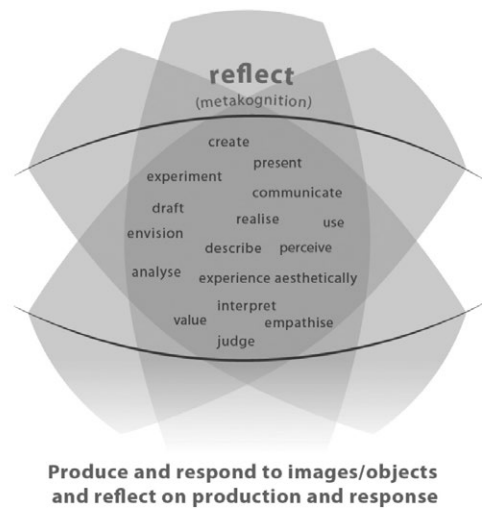 reflect
(metakognition)
create
present
experiment
communicate
draft
realise
use
envision
describe
perceive
analyse
experience aesthetically
interpret
value
empathise
judge
Produce and respond to images/objects
and reflect on production and response